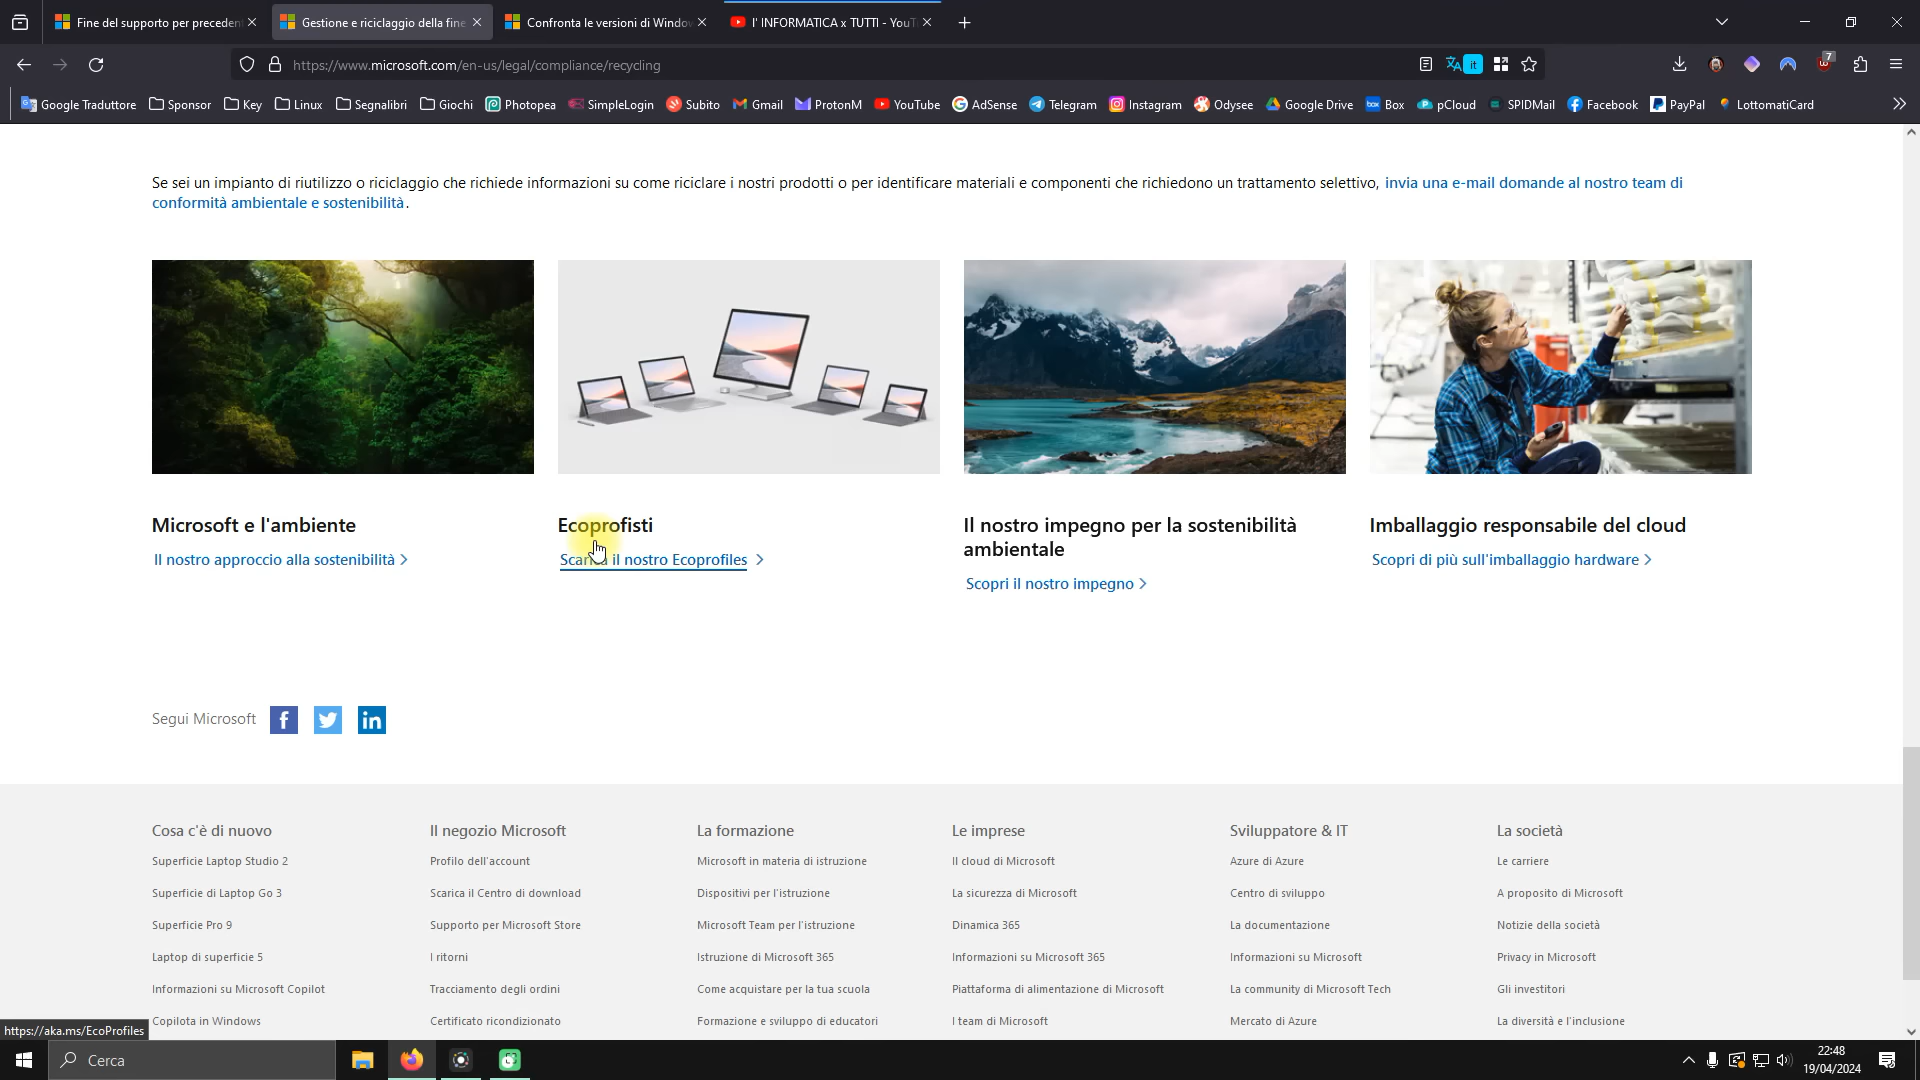 Fine del supporto per preceden
Gestione e riciclaggio della fine
Confronta le versioni di Windo
l' INFORMATICA x TUTTI - YouT
https://www.microsoft.com/en-us/legal/compliance/recycling
it
7
Google Traduttore
Sponsor
Key
Linux
Segnalibri
Giochi
Photopea
SimpleLogin
Subito
Gmail
ProtonM
YouTube
AdSense
Telegram
Instagram
Odysee
Google Drive
box
Box
pCloud
SPIDMail
Facebook
PayPal
LottomatiCard
Se sei un impianto di riutilizzo o riciclaggio che richiede informazioni su come riciclare i nostri prodotti o per identificare materiali e componenti che richiedono un trattamento selettivo, invia una e-mail domande al nostro team di
conformità ambientale e sostenibilità.
Microsoft e l'ambiente
Il nostro approccio alla sostenibilità
Ecoprofisti
il nostro Ecoprofiles
Il nostro impegno per la sostenibilità
ambientale
Scopri il nostro impegno
Imballaggio responsabile del cloud
Scopri di più sull'imballaggio hardware
Segui Microsoft
Cosa c'è di nuovo
Superficie Laptop Studio 2
Superficie di Laptop Go 3
Superficie Pro 9
Laptop di superficie 5
Informazioni su Microsoft Copilot
Copilota in Windows
Il negozio Microsoft
Profilo dell'account
Scarica il Centro di download
Supporto per Microsoft Store
I ritorni
Tracciamento degli ordini
Certificato ricondizionato
La formazione
Microsoft in materia di istruzione
Dispositivi per l'istruzione
Microsoft Team per l'istruzione
Istruzione di Microsoft 365
Come acquistare per la tua scuola
Formazione e sviluppo di educatori
Le imprese
Il cloud di Microsoft
La sicurezza di Microsoft
Dinamica 365
Informazioni su Microsoft 365
Piattaforma di alimentazione di Microsoft
I team di Microsoft
Sviluppatore & IT
Azure di Azure
Centro di sviluppo
La documentazione
Informazioni su Microsoft
La community di Microsoft Tech
Mercato di Azure
La società
Le carriere
A proposito di Microsoft
Notizie della società
Privacy in Microsoft
Gli investitori
La diversità e l'inclusione
https://aka.ms/EcoProfiles
Cerca
22:48
19/04/2024